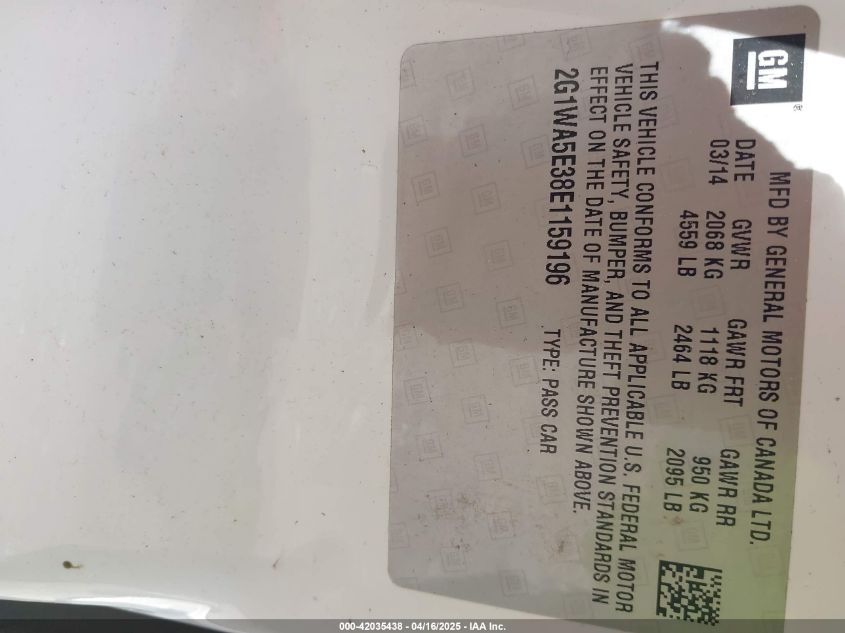 GM
®
MFD BY GENERAL MOTORS OF CANADA LTD.
DATE GVWR GAWR FRT GAWR RR
03/14 2068 KG 1118 KG 950 KG
4559 LB 2464 LB 2095 LB
THIS VEHICLE CONFORMS TO ALL APPLICABLE U.S. FEDERAL MOTOR
VEHICLE SAFETY, BUMPER, AND THEFT PREVENTION STANDARDS IN
EFFECT ON THE DATE OF MANUFACTURE SHOWN ABOVE.
2G1WA5E38E1159196 TYPE: PASS CAR
000-42035438 - 04/16/2025 - IAA Inc.